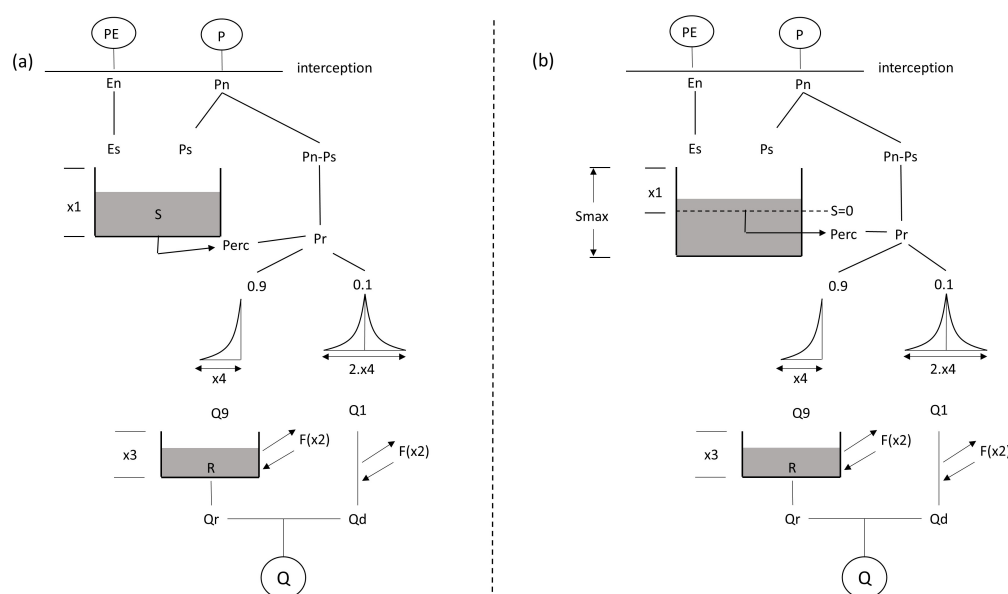 (a)
PE
P
interception
En
Pn
Es
Ps
Pn-Ps
x1
S
Perc
Pr
0.9
0.1
x4
2.x4
Q9
Q1
x3
R
F(x2)
F(x2)
Qr
Qd
Q
(b)
PE
P
interception
En
Pn
Es
Ps
Pn-Ps
Smax
x1
S=0
Perc
Pr
0.9
0.1
x4
2.x4
Q9
Q1
x3
R
F(x2)
F(x2)
Qr
Qd
Q